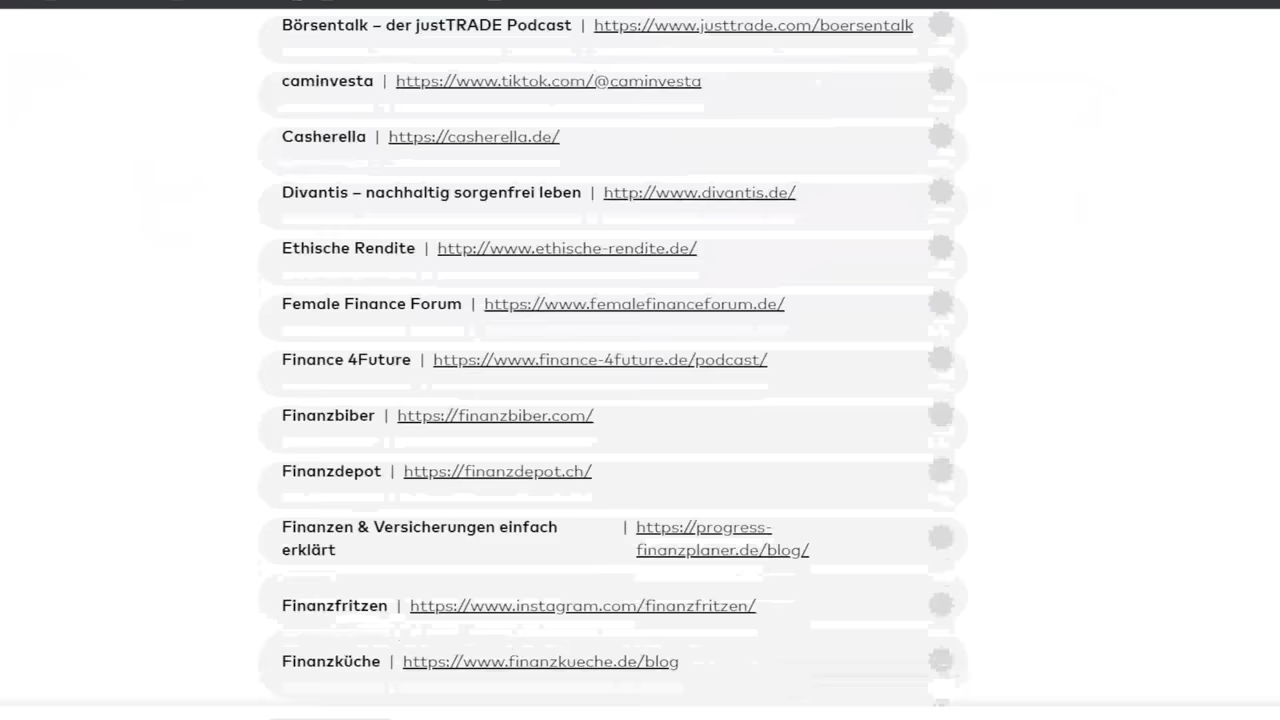 Börsentalk – der justTRADE Podcast | https://www.justtrade.com/boersentalk
caminvesta | https://www.tiktok.com/@caminvesta
Casherella | https://casherella.de/
Divantis – nachhaltig sorgenfrei leben | http://www.divantis.de/
Ethische Rendite | http://www.ethische-rendite.de/
Female Finance Forum | https://www.femalefinanceforum.de/
Finance 4Future | https://www.finance-4future.de/podcast/
Finanzbiber | https://finanzbiber.com/
Finanzdepot | https://finanzdepot.ch/
Finanzen & Versicherungen einfach | https://progress-
erklärt finanzplaner.de/blog/
Finanzfritzen | https://www.instagram.com/finanzfritzen/
Finanzküche | https://www.finanzkueche.de/blog